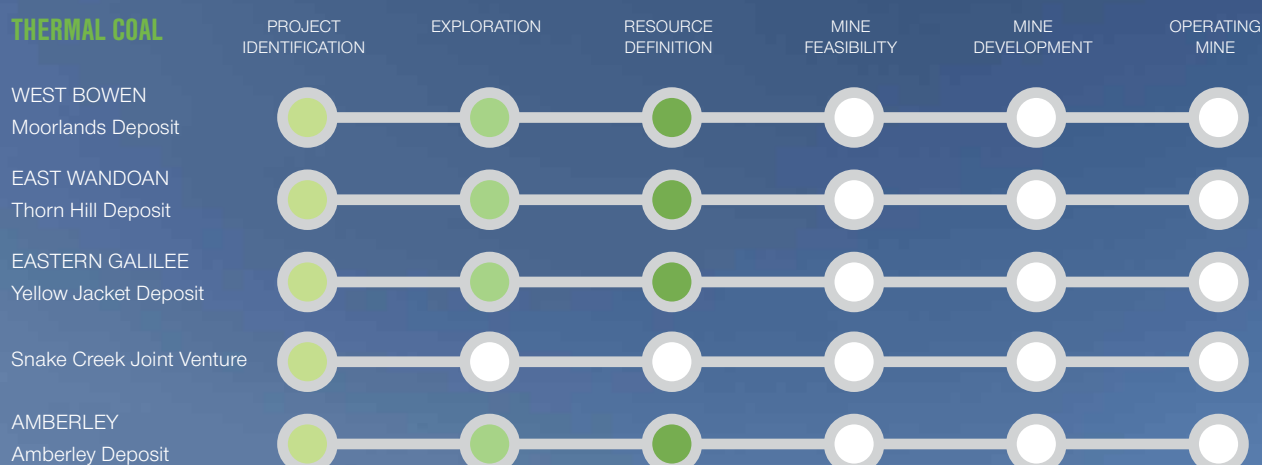 THERMAL COAL
PROJECT
IDENTIFICATION
EXPLORATION
RESOURCE
DEFINITION
MINE
FEASIBILITY
MINE
DEVELOPMENT
OPERATING
MINE
WEST BOWEN
Moorlands Deposit
EAST WANDOAN
Thorn Hill Deposit
EASTERN GALILEE
Yellow Jacket Deposit
Snake Creek Joint Venture
AMBERLEY
Amberley Deposit